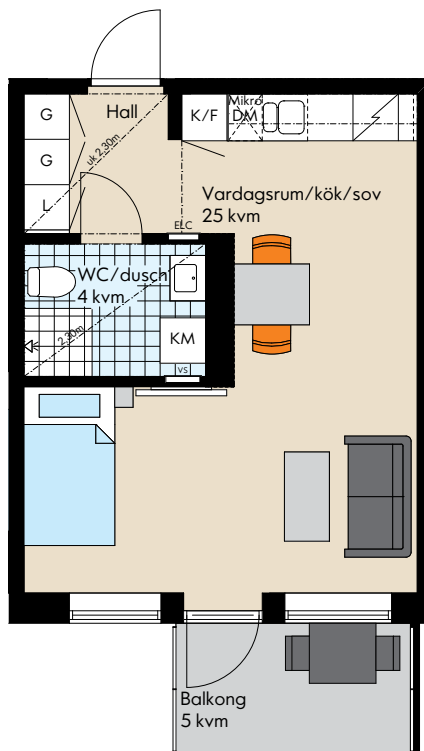 Hall
G
G
L
uk 2,30m
K/F
Mikro
DM
Vardagsrum/kök/sov
25 kvm
ELC
WC/dusch
4 kvm
2,30m
KM
VS
Balkong
5 kvm